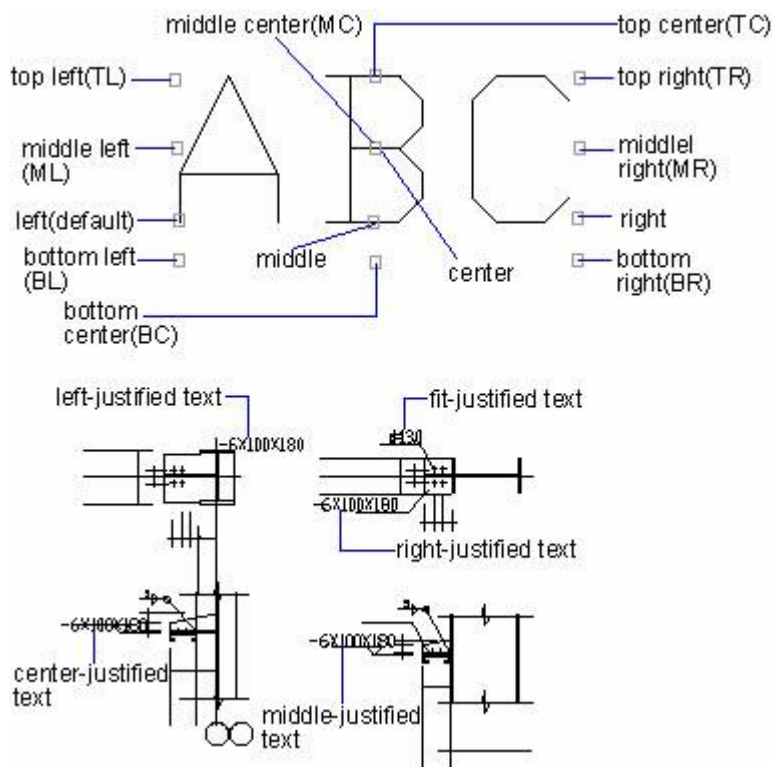 middle center(MC)
top center(TC)
top left(TL)
top right(TR)
middle left
(ML)
middlel
right(MR)
left(default)
right
bottom left
(BL)
middle
center
bottom
right(BR)
bottom
center(BC)
left-justified text
fit-justified text
-6X100X180
-6X100X180
right-justified text
-6X100X180
-6X100X180
center-justified
text
middle-justified
text